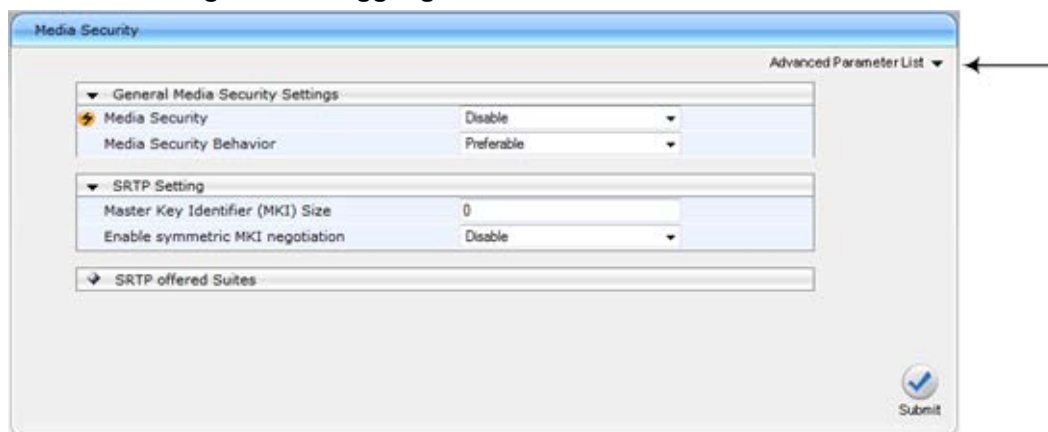 Media Security
Advanced Parameter List
General Media Security Settings
Media Security Disable
Media Security Behavior Preferable
SRTP Setting
Master Key Identifier (MKI) Size 0
Enable symmetric MKI negotiation Disable
SRTP offered Suites
Submit